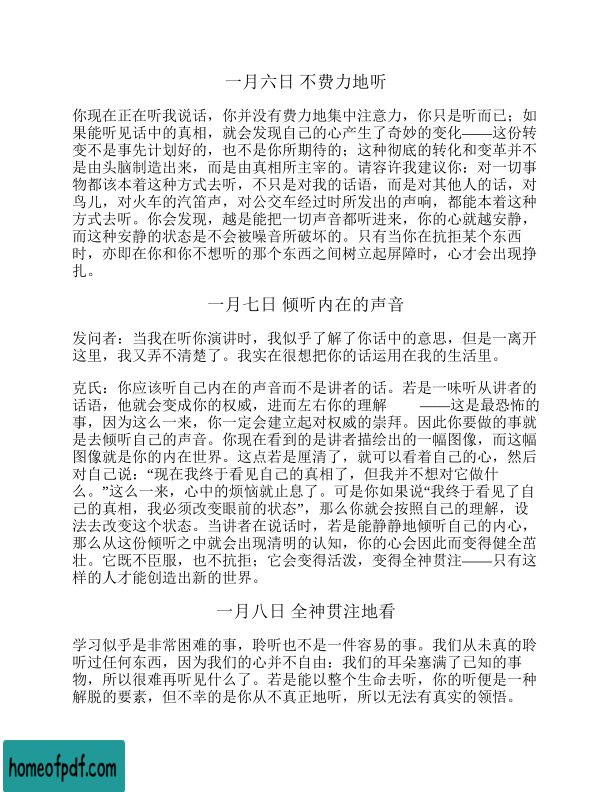 一月六日 不费力地听
你现在正在听我说话，你并没有费力地集中注意力，你只是听而已；如
果能听见话中的真相，就会发现自己的心产生了奇妙的变化——这份转
变不是事先计划好的，也不是你所期待的；这种彻底的转化和变革并不
是由头脑制造出来，而是由真相所主宰的。请容许我建议你：对一切事
物都该本着这种方式去听，不只是对我的话语，而是对其他人的话，对
鸟儿，对火车的汽笛声，对公交车经过时所发出的声响，都能本着这种
方式去听。你会发现，越是能把一切声音都听进来，你的心就越安静，
而这种安静的状态是不会被噪音所破坏的。只有当你在抗拒某个东西
时，亦即在你和你不想听的那个东西之间树立起屏障时，心才会出现挣
扎。
一月七日 倾听内在的声音
发问者：当我在听你演讲时，我似乎了解了你话中的意思，但是一离开
这里，我又弄不清楚了。我实在很想把你的话运用在我的生活里。
克氏：你应该听自己内在的声音而不是讲者的话。若是一味听从讲者的
话语，他就会变成你的权威，进而左右你的理解 ——这是最恐怖的
事，因为这么一来，你一定会建立起对权威的崇拜。因此你要做的事就
是去倾听自己的声音。你现在看到的是讲者描绘出的一幅图像，而这幅
图像就是你的内在世界。这点若是厘清了，就可以看着自己的心，然后
对自己说：“现在我终于看见自己的真相了，但我并不想对它做什
么。”这么一来，心中的烦恼就止息了。可是你如果说“我终于看见了自
己的真相，我必须改变眼前的状态”，那么你就会按照自己的理解，设
法去改变这个状态。当讲者在说话时，若是能静静地倾听自己的内心，
那么从这份倾听之中就会出现清明的认知，你的心会因此而变得健全茁
壮。它既不臣服，也不抗拒；它会变得活泼，变得全神贯注——只有这
样的人才能创造出新的世界。
一月八日 全神贯注地看
学习似乎是非常困难的事，聆听也不是一件容易的事。我们从未真的聆
听过任何东西，因为我们的心并不自由：我们的耳朵塞满了已知的事
物，所以很难再听见什么了。若是能以整个生命去听，你的听便是一种
解脱的要素，但不幸的是你从不真正地听，所以无法有真实的领悟。
homeofpdf.com